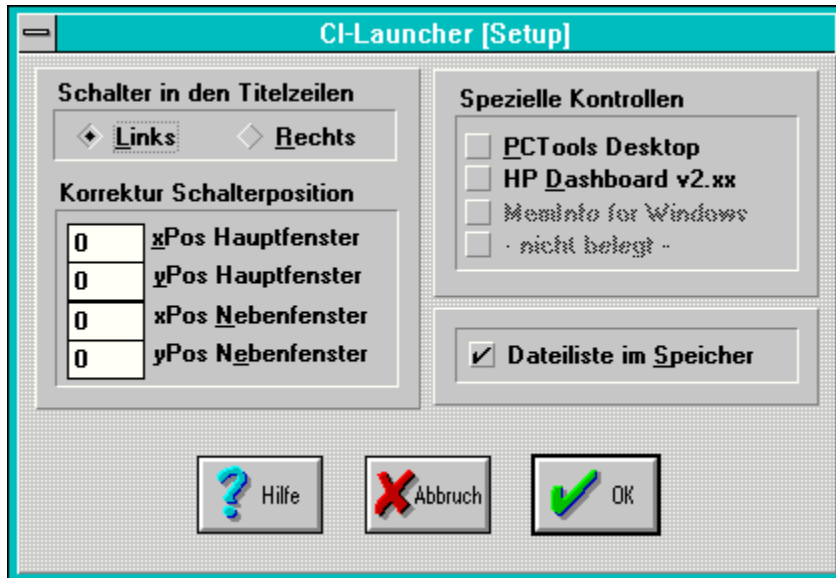 CI-Launcher [Setup]
Schalter in den Titelzeilen
Links Rechts
Korrektur Schalterposition
0 xPos Hauptfenster
0 yPos Hauptfenster
0 xPos Nebenfenster
0 yPos Nebenfenster
Spezielle Kontrollen
PCTools Desktop
HP Dashboard v2.xx
MemInfo for Windows
- nicht belegt -
Dateiliste im Speicher
Hilfe
Abbruch
OK